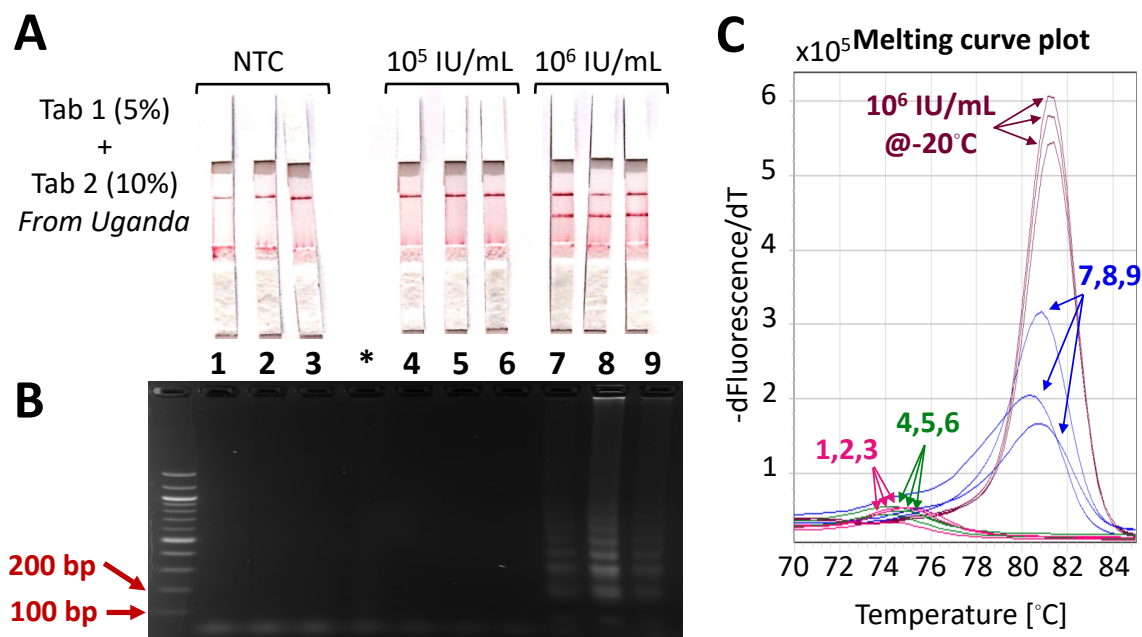 A
NTC
10⁵ IU/mL
10⁶ IU/mL
Tab 1 (5%)
+
Tab 2 (10%)
From Uganda
1 2 3 * 4 5 6 7 8 9
B
200 bp
100 bp
C
x10⁵ Melting curve plot
6
5
4
3
2
1
-dFluorescence/dT
10⁶ IU/mL
@-20°C
7,8,9
4,5,6
1,2,3
70 72 74 76 78 80 82 84
Temperature [°C]